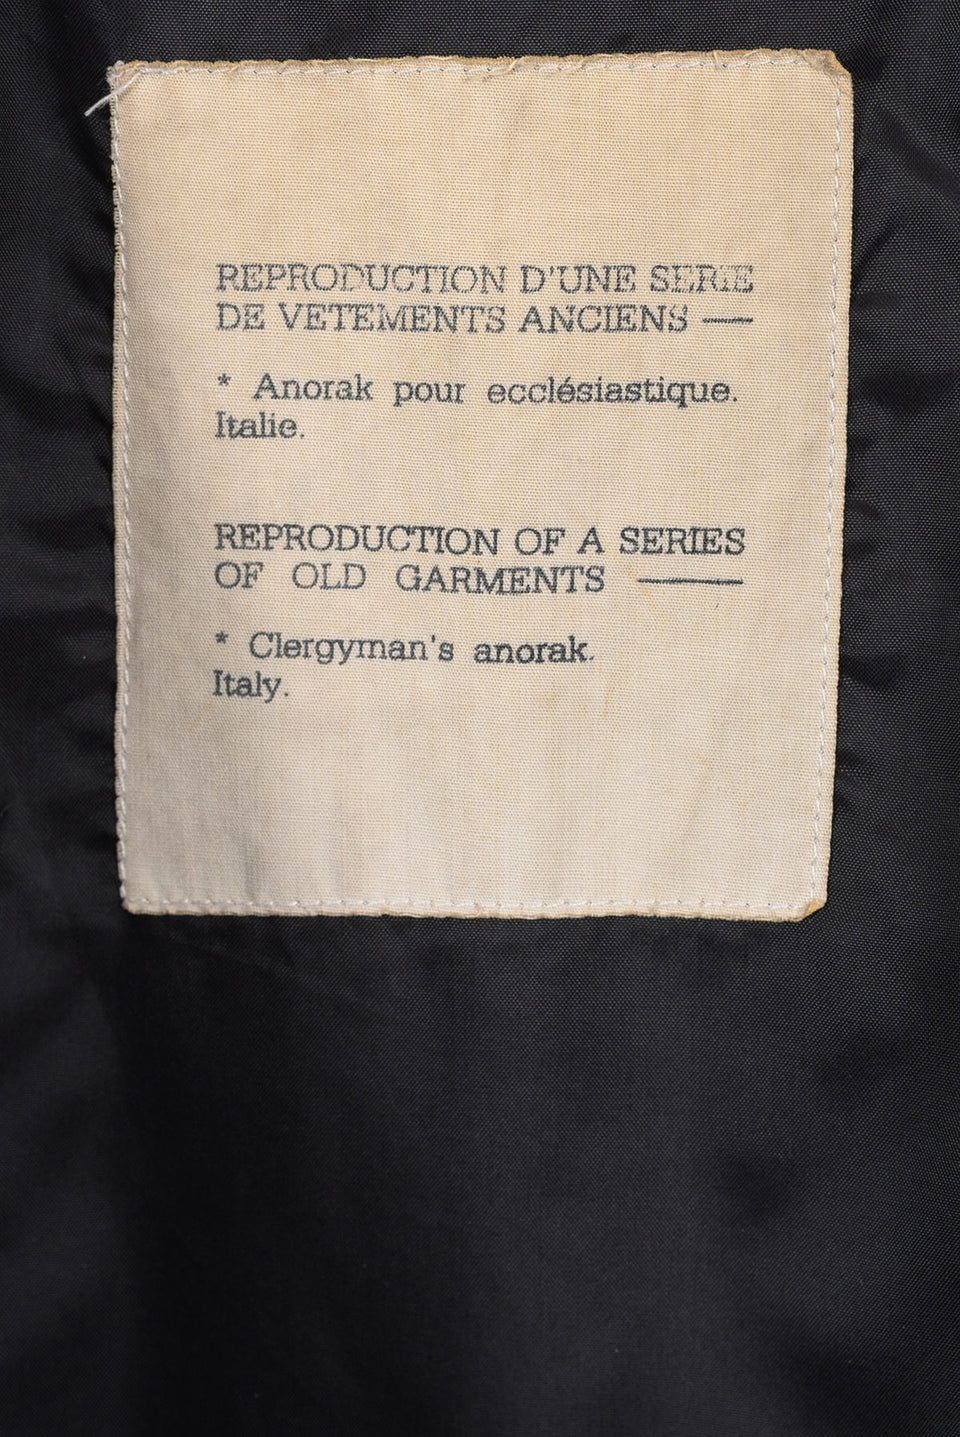 REPRODUCTION D'UNE SERIE
DE VETEMENTS ANCIENS —
* Anorak pour ecclésiastique.
Italie.
REPRODUCTION OF A SERIES
OF OLD GARMENTS —
* Clergyman's anorak.
Italy.